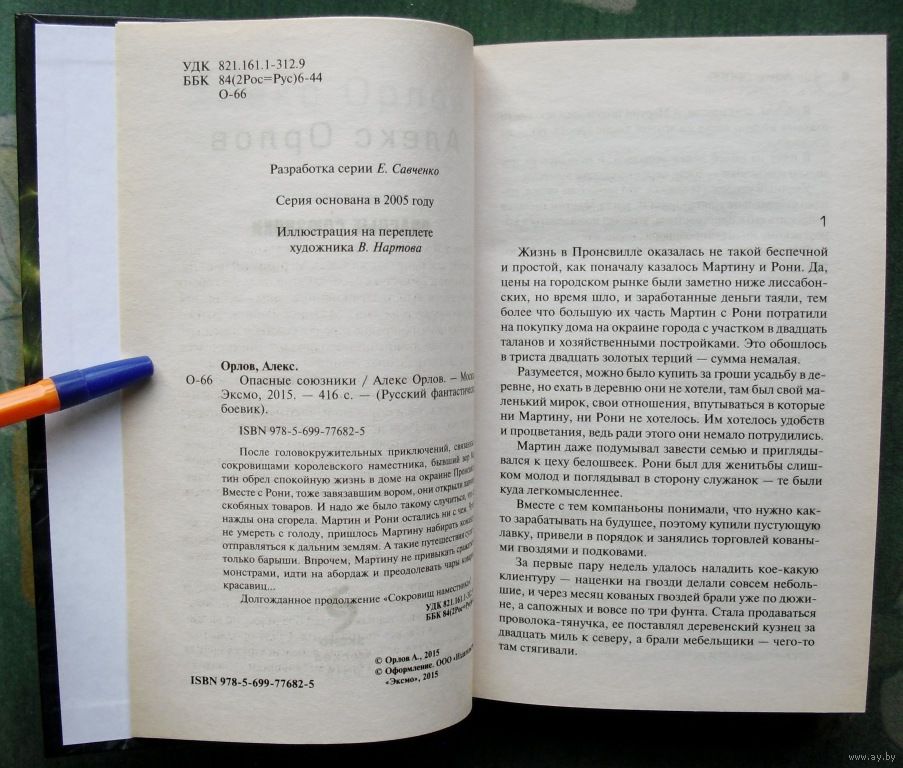 УДК 821.161.1-312.9
ББК 84(2Рос=Рус)6-44
О-66
Разработка серии Е. Савченко
Серия основана в 2005 году
Иллюстрация на переплете
художника В. Нартова
Орлов, Алекс.
О-66 Опасные союзники / Алекс Орлов. — Москва
Эксмо, 2015. — 416 с. — (Русский фантастичес
боевик).
ISBN 978-5-699-77682-5
После головокружительных приключений, связан
сокровищами королевского наместника, бывший вор
тин обрел спокойную жизнь в доме на окраине Пронсви
Вместе с Рони, тоже завязавшим вором, они открыли
скобяных товаров. И надо же было такому случиться, что
нажды она сгорела. Мартин и Рони остались ни с чем.
не умереть с голоду, пришлось Мартину набирать
отправляться к дальним землям. А такие путешествия
только барыши. Впрочем, Мартину не привыкать сражат
монстрами, идти на абордаж и преодолевать чары
красавиц...
Долгожданное продолжение «Сокровищ наместника»!
УДК 821.161.1-312.
ББК 84(2Рос=Рус)
© Орлов А., 2015
© Оформление. ООО «Издательс
«Эксмо», 2015
ISBN 978-5-699-77682-5
1
Жизнь в Пронсвилле оказалась не такой беспечной
и простой, как поначалу казалось Мартину и Рони. Да,
цены на городском рынке были заметно ниже лиссабон-
ских, но время шло, и заработанные деньги таяли, тем
более что большую их часть Мартин с Рони потратили
на покупку дома на окраине города с участком в двадцать
таланов и хозяйственными постройками. Это обошлось
в триста двадцать золотых терций — сумма немалая.
Разумеется, можно было купить за гроши усадьбу в де-
ревне, но ехать в деревню они не хотели, там был свой ма-
ленький мирок, свои отношения, впутываться в которые
ни Мартину, ни Рони не хотелось. Им хотелось удобств
и процветания, ведь ради этого они немало потрудились.
Мартин даже подумывал завести семью и приглядыва-
вался к цеху белошвеек. Рони был для женитьбы слиш-
ком молод и поглядывал в сторону служанок — те были
куда легкомысленнее.
Вместе с тем компаньоны понимали, что нужно как-
то зарабатывать на будущее, поэтому купили пустующую
лавку, привели в порядок и занялись торговлей кованы-
ми гвоздями и подковами.
За первые пару недель удалось наладить кое-какую
клиентуру — наценки на гвозди делали совсем неболь-
шие, и через месяц кованых гвоздей брали уже по дюжи-
не, а сапожных и вовсе по три фунта. Стала продаваться
проволока-тянучка, ее поставлял деревенский кузнец за
двадцать миль к северу, а брали мебельщики — чего-то
там стягивали.
www.ay.by